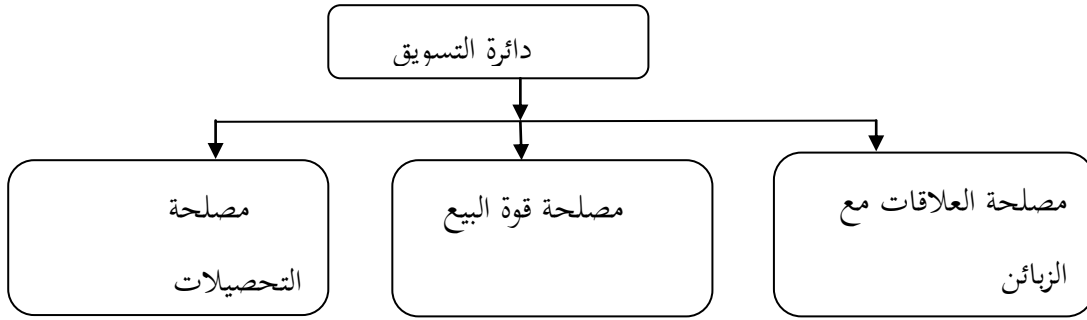 دائرة التسويق
مصلحة العلاقات مع
الزبائن
مصلحة قوة البيع
مصلحة
التحصيلات